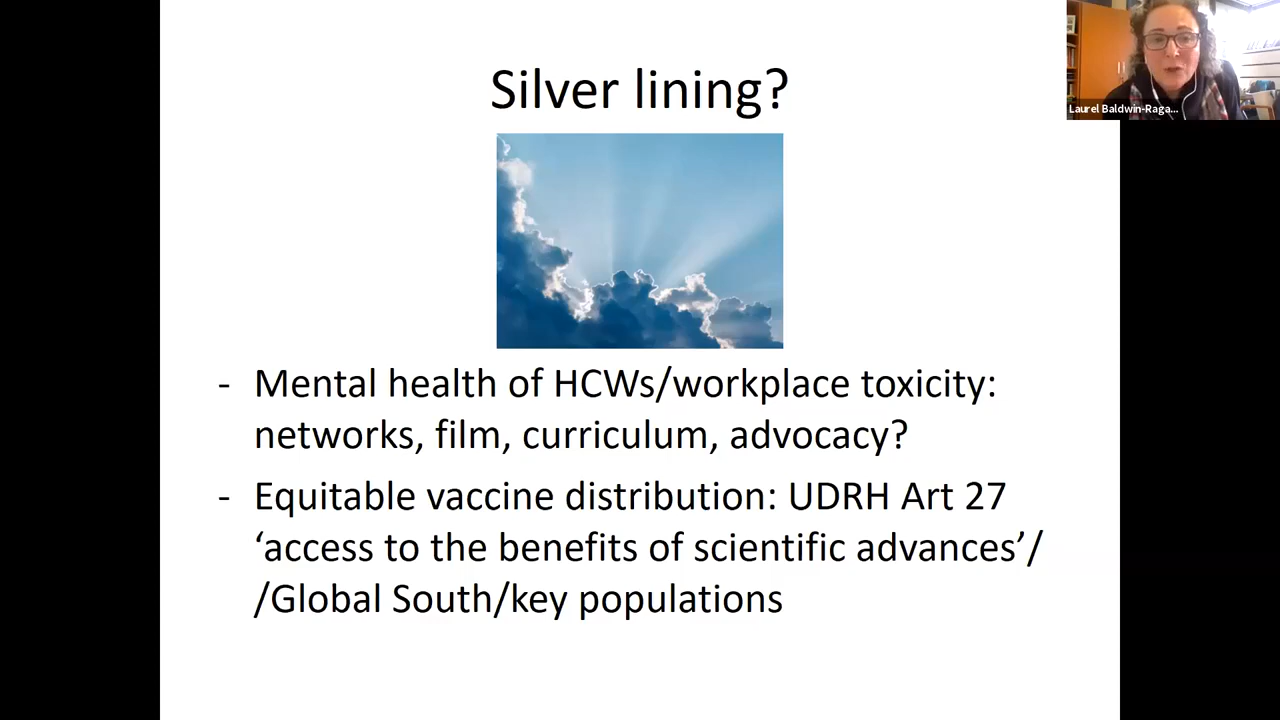 Silver lining?
Laurel Baldwin-Raga...
- Mental health of HCWs/workplace toxicity:
networks, film, curriculum, advocacy?
- Equitable vaccine distribution: UDRH Art 27
‘access to the benefits of scientific advances’/
/Global South/key populations